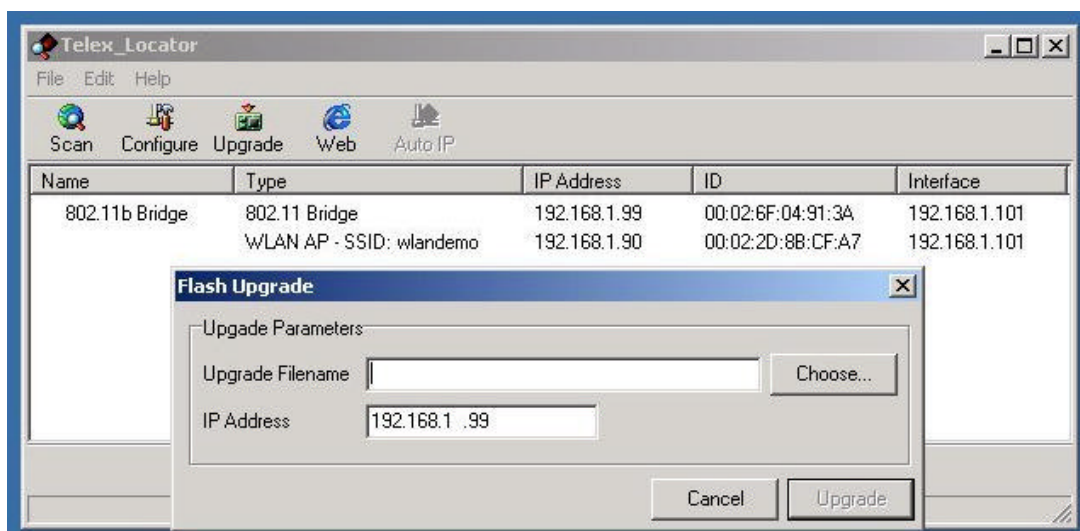 Telex_Locator
File Edit Help
Scan Configure Upgrade Web Auto IP
Name Type IP Address ID Interface
802.11b Bridge 802.11 Bridge 192.168.1.99 00:02:6F:04:91:3A 192.168.1.101
WLAN AP - SSID: wlandemo 192.168.1.90 00:02:2D:8B:CF:A7 192.168.1.101
Flash Upgrade
Upgade Parameters
Upgrade Filename Choose...
IP Address 192.168.1 .99
Cancel Upgrade